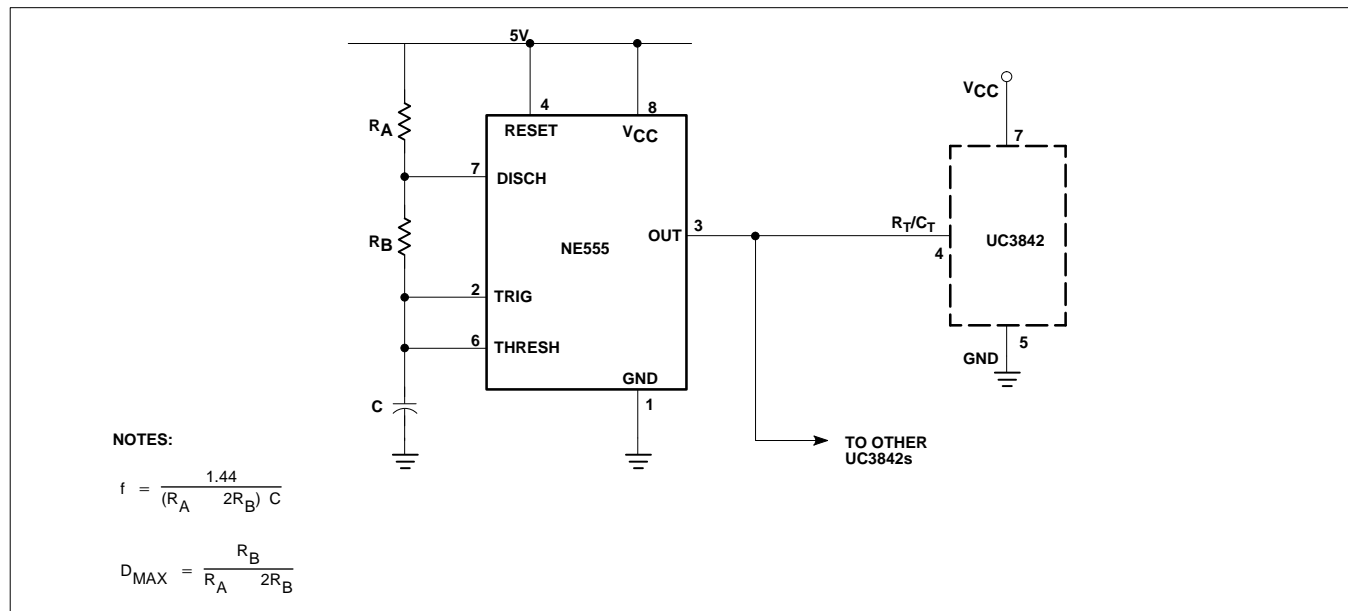 5V
4
8
RESET
VCC
RA
7
DISCH
RB
NE555
OUT
3
2
TRIG
6
THRESH
GND
1
C
VCC
7
RT/CT
4
UC3842
5
GND
TO OTHER
UC3842s
NOTES:
f = 1.44
(RA 2RB) C
DMAX = RB
RA 2RB